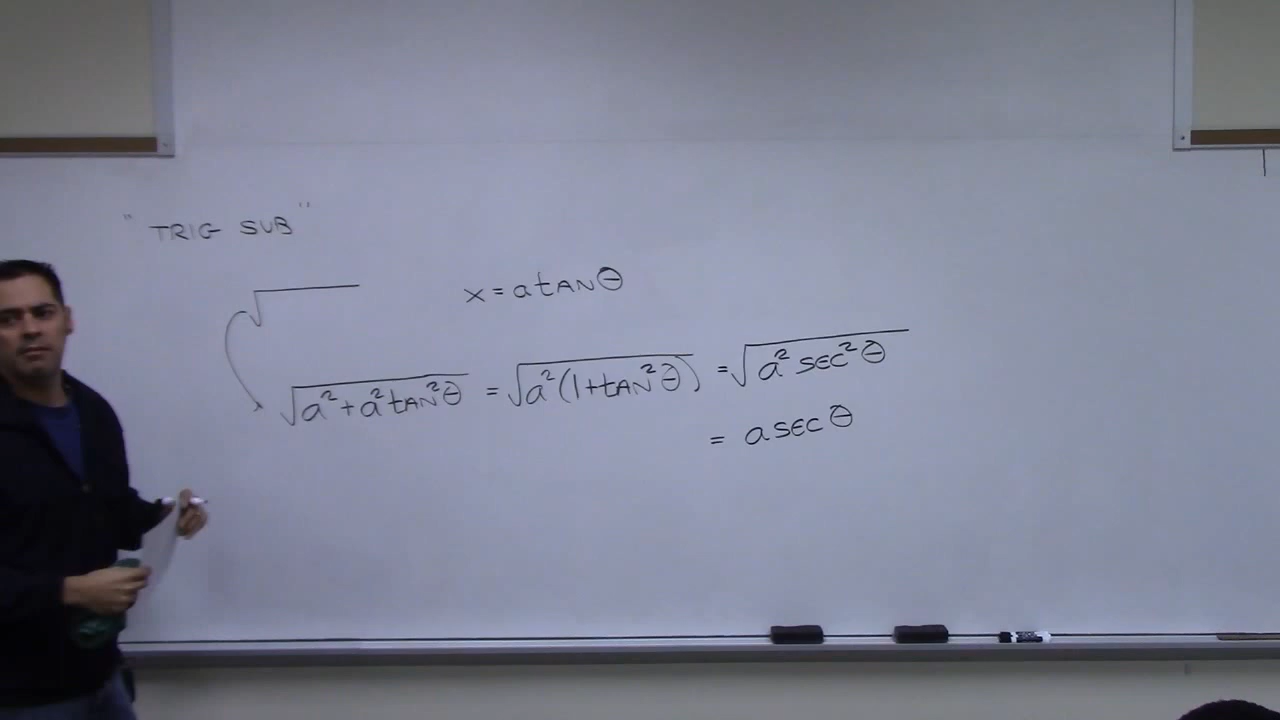 "TRIG SUB"
√
x = a tan θ
√(a² + a² tan² θ) = √(a² (1 + tan² θ)) = √(a² sec² θ)
= a sec θ